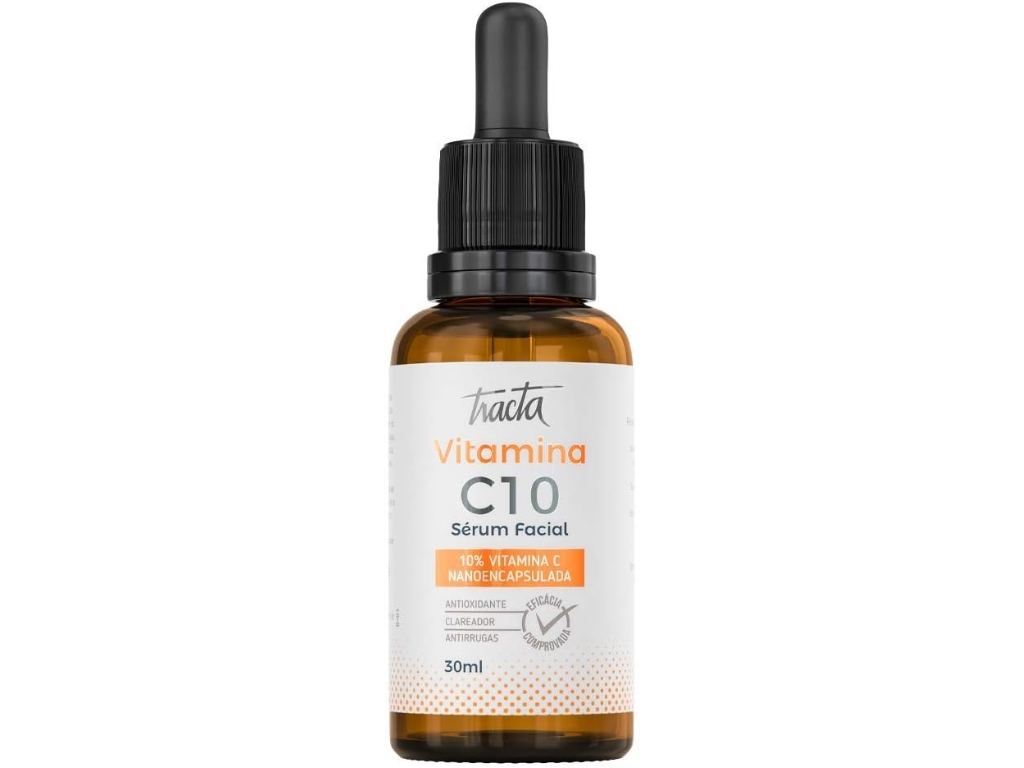 tracta
Vitamina
C10
Sérum Facial
10% VITAMINA C
NANOENCAPSULADA
ANTIOXIDANTE
CLAREADOR
ANTIRRUGAS
EFICÁCIA
COMPROVADA
30ml